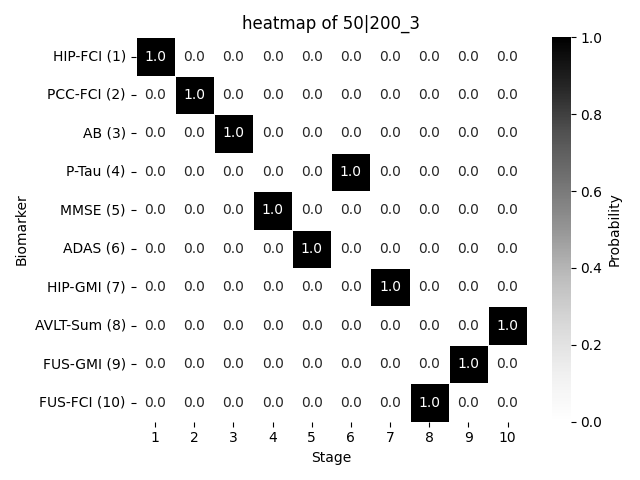 heatmap of 50|200_3
HIP-FCI (1) 1.0 0.0 0.0 0.0 0.0 0.0 0.0 0.0 0.0 0.0
PCC-FCI (2) 0.0 1.0 0.0 0.0 0.0 0.0 0.0 0.0 0.0 0.0
AB (3) 0.0 0.0 1.0 0.0 0.0 0.0 0.0 0.0 0.0 0.0
P-Tau (4) 0.0 0.0 0.0 0.0 0.0 1.0 0.0 0.0 0.0 0.0
MMSE (5) 0.0 0.0 0.0 1.0 0.0 0.0 0.0 0.0 0.0 0.0
ADAS (6) 0.0 0.0 0.0 0.0 1.0 0.0 0.0 0.0 0.0 0.0
HIP-GMI (7) 0.0 0.0 0.0 0.0 0.0 0.0 1.0 0.0 0.0 0.0
AVLT-Sum (8) 0.0 0.0 0.0 0.0 0.0 0.0 0.0 0.0 0.0 1.0
FUS-GMI (9) 0.0 0.0 0.0 0.0 0.0 0.0 0.0 0.0 1.0 0.0
FUS-FCI (10) 0.0 0.0 0.0 0.0 0.0 0.0 0.0 1.0 0.0 0.0
1 2 3 4 5 6 7 8 9 10
Stage
Biomarker
1.0
0.8
0.6
0.4
0.2
0.0
Probability